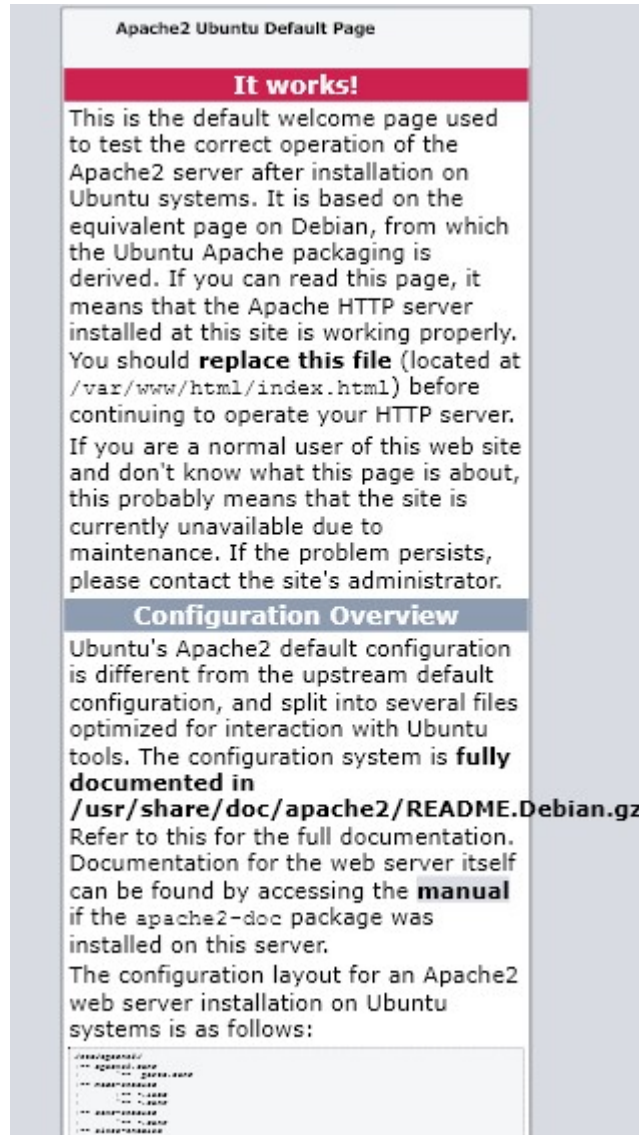 Apache2 Ubuntu Default Page
It works!
This is the default welcome page used
to test the correct operation of the
Apache2 server after installation on
Ubuntu systems. It is based on the
equivalent page on Debian, from which
the Ubuntu Apache packaging is
derived. If you can read this page, it
means that the Apache HTTP server
installed at this site is working properly.
You should replace this file (located at
/var/www/html/index.html) before
continuing to operate your HTTP server.
If you are a normal user of this web site
and don't know what this page is about,
this probably means that the site is
currently unavailable due to
maintenance. If the problem persists,
please contact the site's administrator.
Configuration Overview
Ubuntu's Apache2 default configuration
is different from the upstream default
configuration, and split into several files
optimized for interaction with Ubuntu
tools. The configuration system is fully
documented in
/usr/share/doc/apache2/README.Debian.gz
Refer to this for the full documentation.
Documentation for the web server itself
can be found by accessing the manual
if the apache2-doc package was
installed on this server.
The configuration layout for an Apache2
web server installation on Ubuntu
systems is as follows: